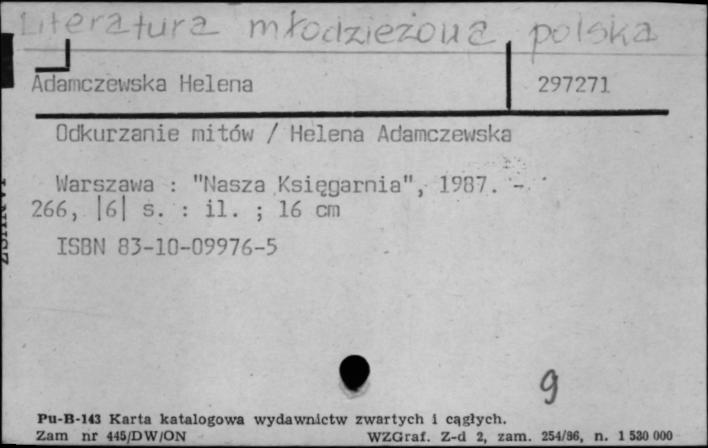 Literatura młodzieżowa polska
Adamczewska Helena 297271
Odkurzanie mitów / Helena Adamczewska
Warszawa : "Nasza Księgarnia", 1987. -
266, |6| s. : il. ; 16 cm
ISBN 83-10-09976-5
9
Pu-B-143 Karta katalogowa wydawnictw zwartych i cągłych.
Zam nr 445/DW/ON WZGraf. Z-d 2, zam. 254/86, n. 1 530 000